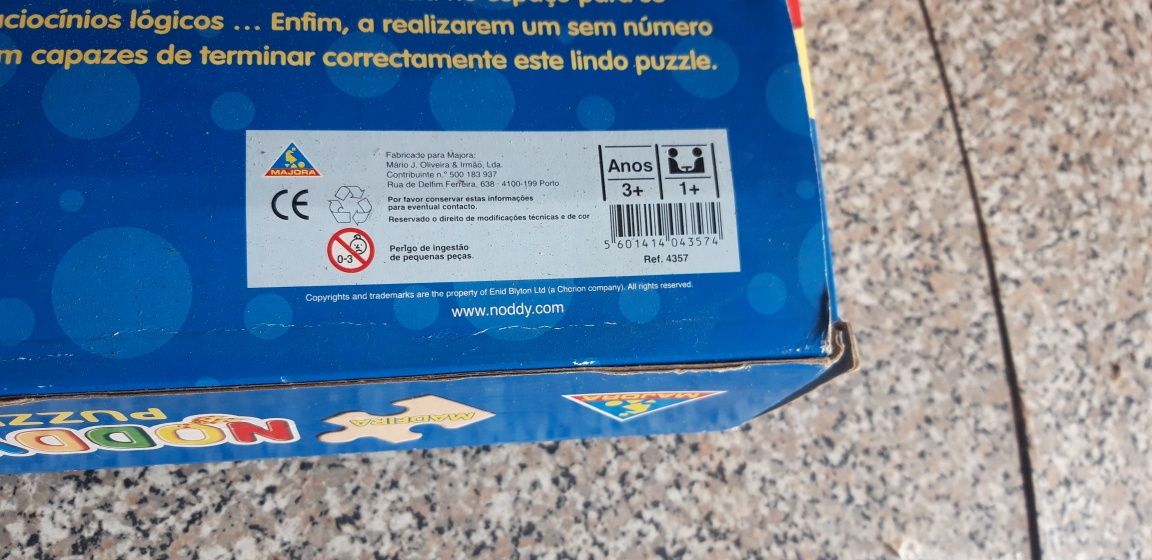 espaço para se
raciocínios lógicos ... Enfim, a realizarem um sem número
capazes de terminar correctamente este lindo puzzle.
MAJORA
CE
0-3
Fabricado para Majora:
Mário J. Oliveira & Irmão, Lda.
Contribuinte n.º 500 183 937
Rua de Delfim Ferreira, 638 · 4100-199 Porto
Por favor conservar estas informações
para eventual contacto.
Reservado o direito de modificações técnicas e de cor
Perigo de ingestão
de pequenas peças.
Anos
3+
1+
5 601414 043574
Ref. 4357
Copyrights and trademarks are the property of Enid Blyton Ltd (a Chorion company). All rights reserved.
www.noddy.com
NODDY
PUZZ
MADEIRA
MAJORA